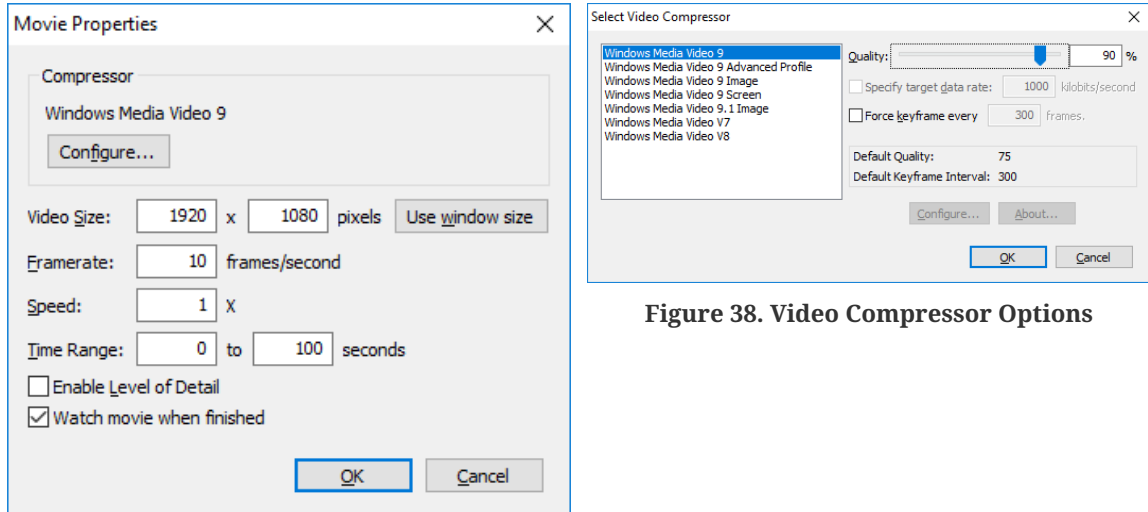 Movie Properties
Compressor
Windows Media Video 9
Configure...
Video Size: 1920 x 1080 pixels Use window size
Framerate: 10 frames/second
Speed: 1 X
Time Range: 0 to 100 seconds
Enable Level of Detail
Watch movie when finished
OK Cancel
Select Video Compressor
Windows Media Video 9
Windows Media Video 9 Advanced Profile
Windows Media Video 9 Image
Windows Media Video 9 Screen
Windows Media Video 9.1 Image
Windows Media Video V7
Windows Media Video V8
Quality: 90 %
Specify target data rate: 1000 kilobits/second
Force keyframe every 300 frames.
Default Quality: 75
Default Keyframe Interval: 300
Configure... About...
OK Cancel
Figure 38. Video Compressor Options